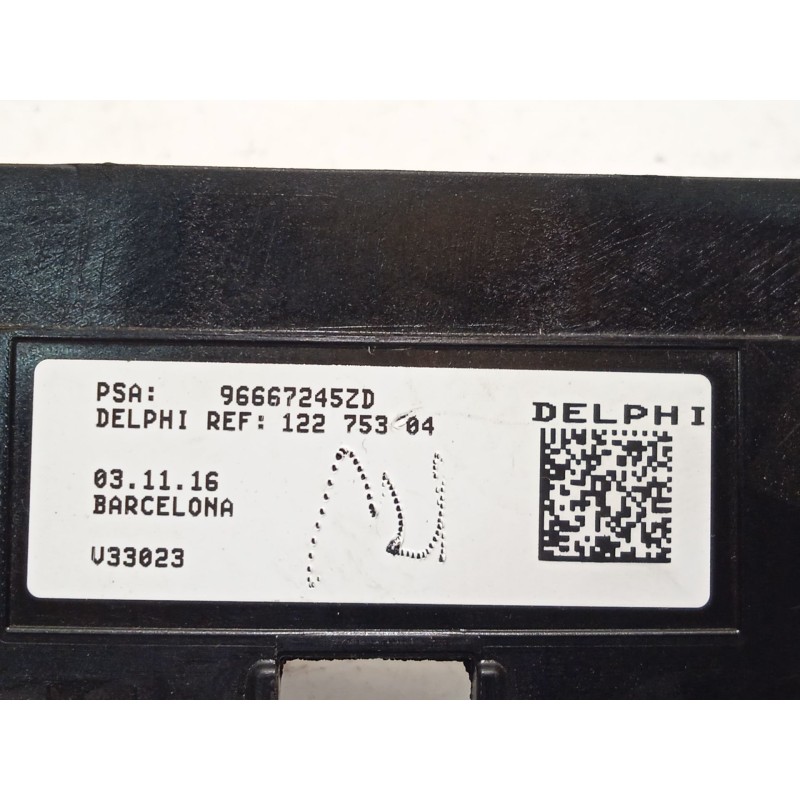 PSA: 96667245ZD
DELPHI REF: 122 753 04
DELPHI
03.11.16
BARCELONA
V33023